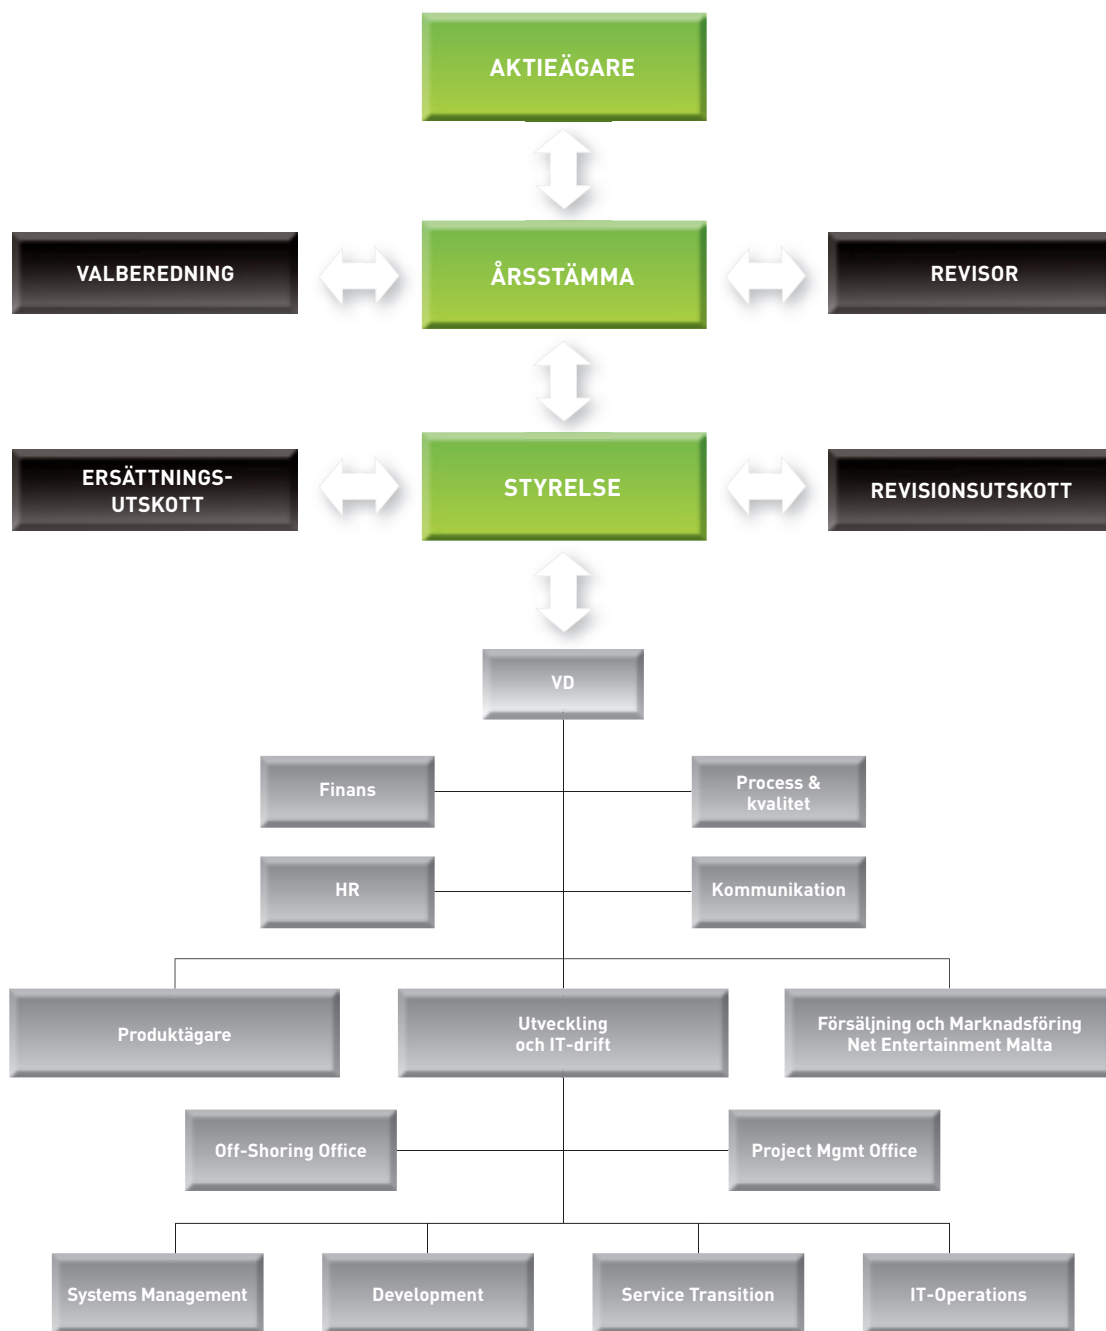 AKTIEÄGARE
VALBEREDNING
ÅRSSTÄMMA
REVISOR
ERSÄTTNINGS-
UTSKOTT
STYRELSE
REVISIONSUTSKOTT
VD
Finans
Process &
kvalitet
HR
Kommunikation
Produktägare
Utveckling
och IT-drift
Försäljning och Marknadsföring
Net Entertainment Malta
Off-Shoring Office
Project Mgmt Office
Systems Management
Development
Service Transition
IT-Operations